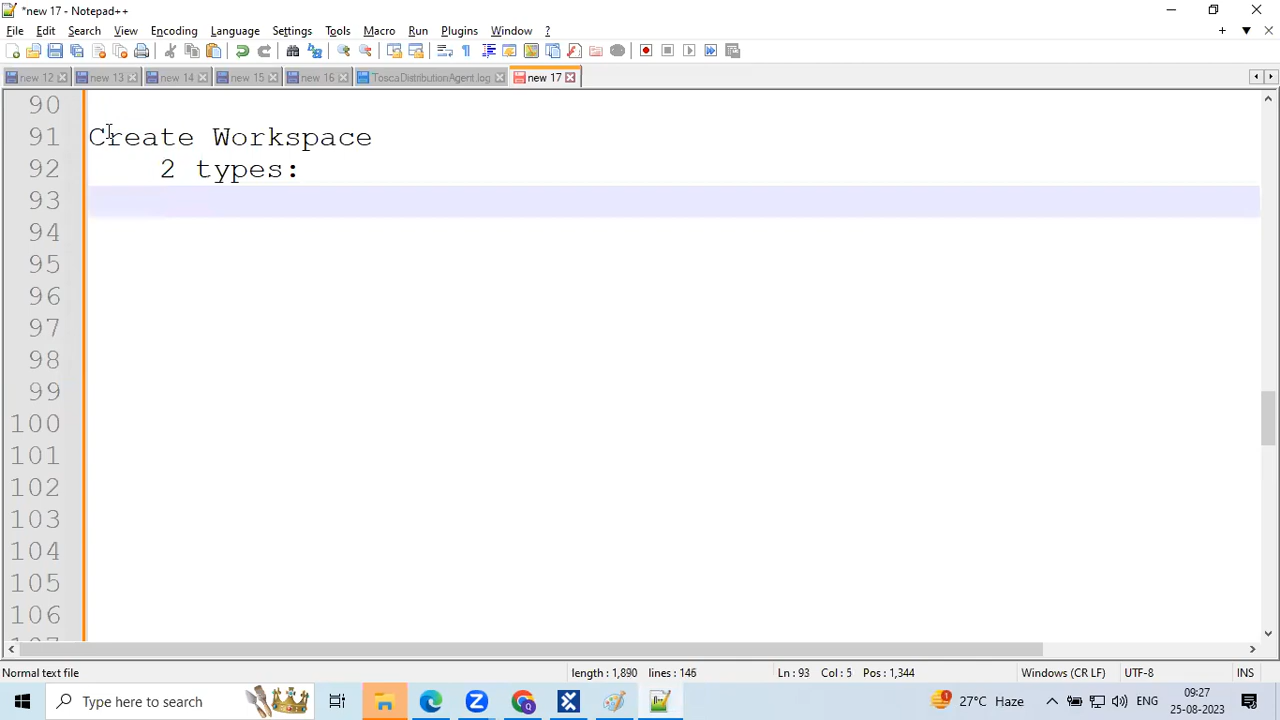 *new 17 - Notepad++
File Edit Search View Encoding Language Settings Tools Macro Run Plugins Window ?
new 12 new 13 new 14 new 15 new 16 ToscaDistributionAgent.log new 17
90
91 Create Workspace
92 2 types:
93
94
95
96
97
98
99
100
101
102
103
104
105
106
Normal text file length : 1,890 lines : 146 Ln : 93 Col : 5 Pos : 1,344 Windows (CR LF) UTF-8 INS
Type here to search 27°C Haze ENG 09:27
25-08-2023